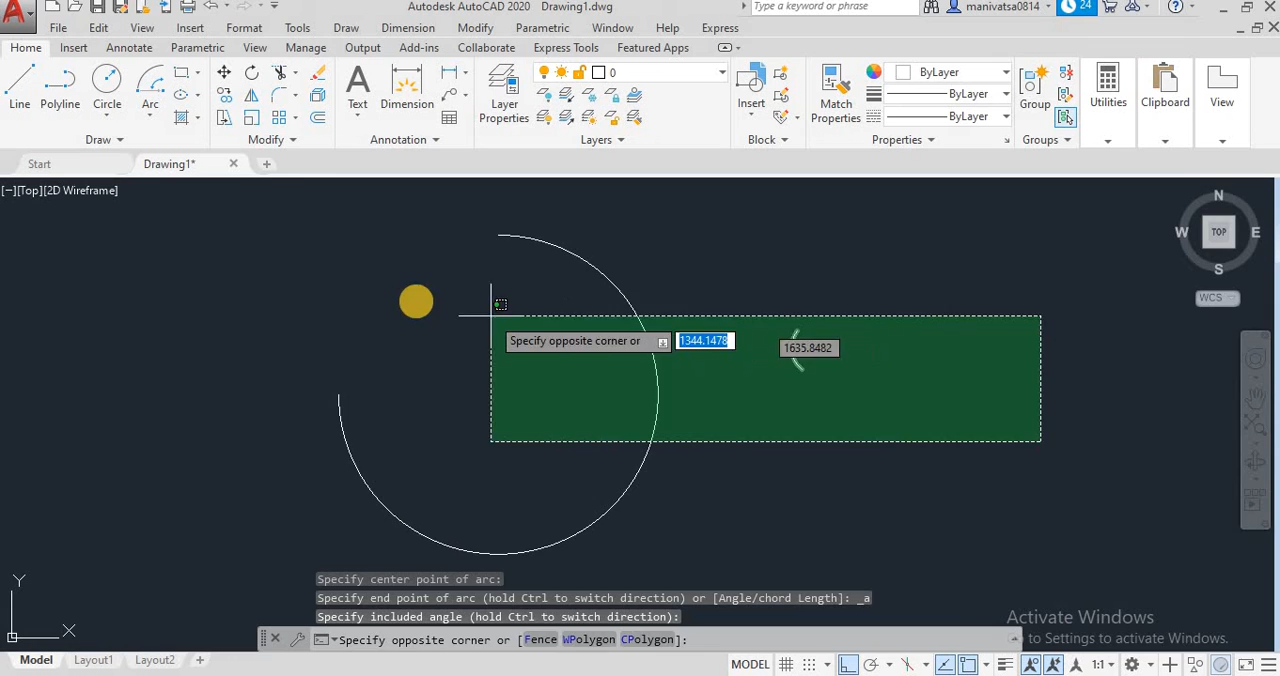 Autodesk AutoCAD 2020 Drawing1.dwg
Type a keyword or phrase
manivatsa0814
24
File Edit View Insert Format Tools Draw Dimension Modify Parametric Window Help Express
Home Insert Annotate Parametric View Manage Output Add-ins Collaborate Express Tools Featured Apps
Line Polyline Circle Arc
Text Dimension
Layer Properties
0
Insert
Match Properties
ByLayer
ByLayer
ByLayer
Group
Utilities
Clipboard
View
Draw
Modify
Annotation
Layers
Block
Properties
Groups
Start
Drawing1*
[−][Top][2D Wireframe]
N
W
TOP
E
S
WCS
Specify opposite corner or
1344.1478
1635.8482
Specify center point of arc:
Specify end point of arc (hold Ctrl to switch direction) or [Angle/chord Length]: _a
Specify included angle (hold Ctrl to switch direction):
Specify opposite corner or [Fence WPolygon CPolygon]:
Y
X
Activate Windows
to Settings to activate Windows.
Model Layout1 Layout2
MODEL
1:1